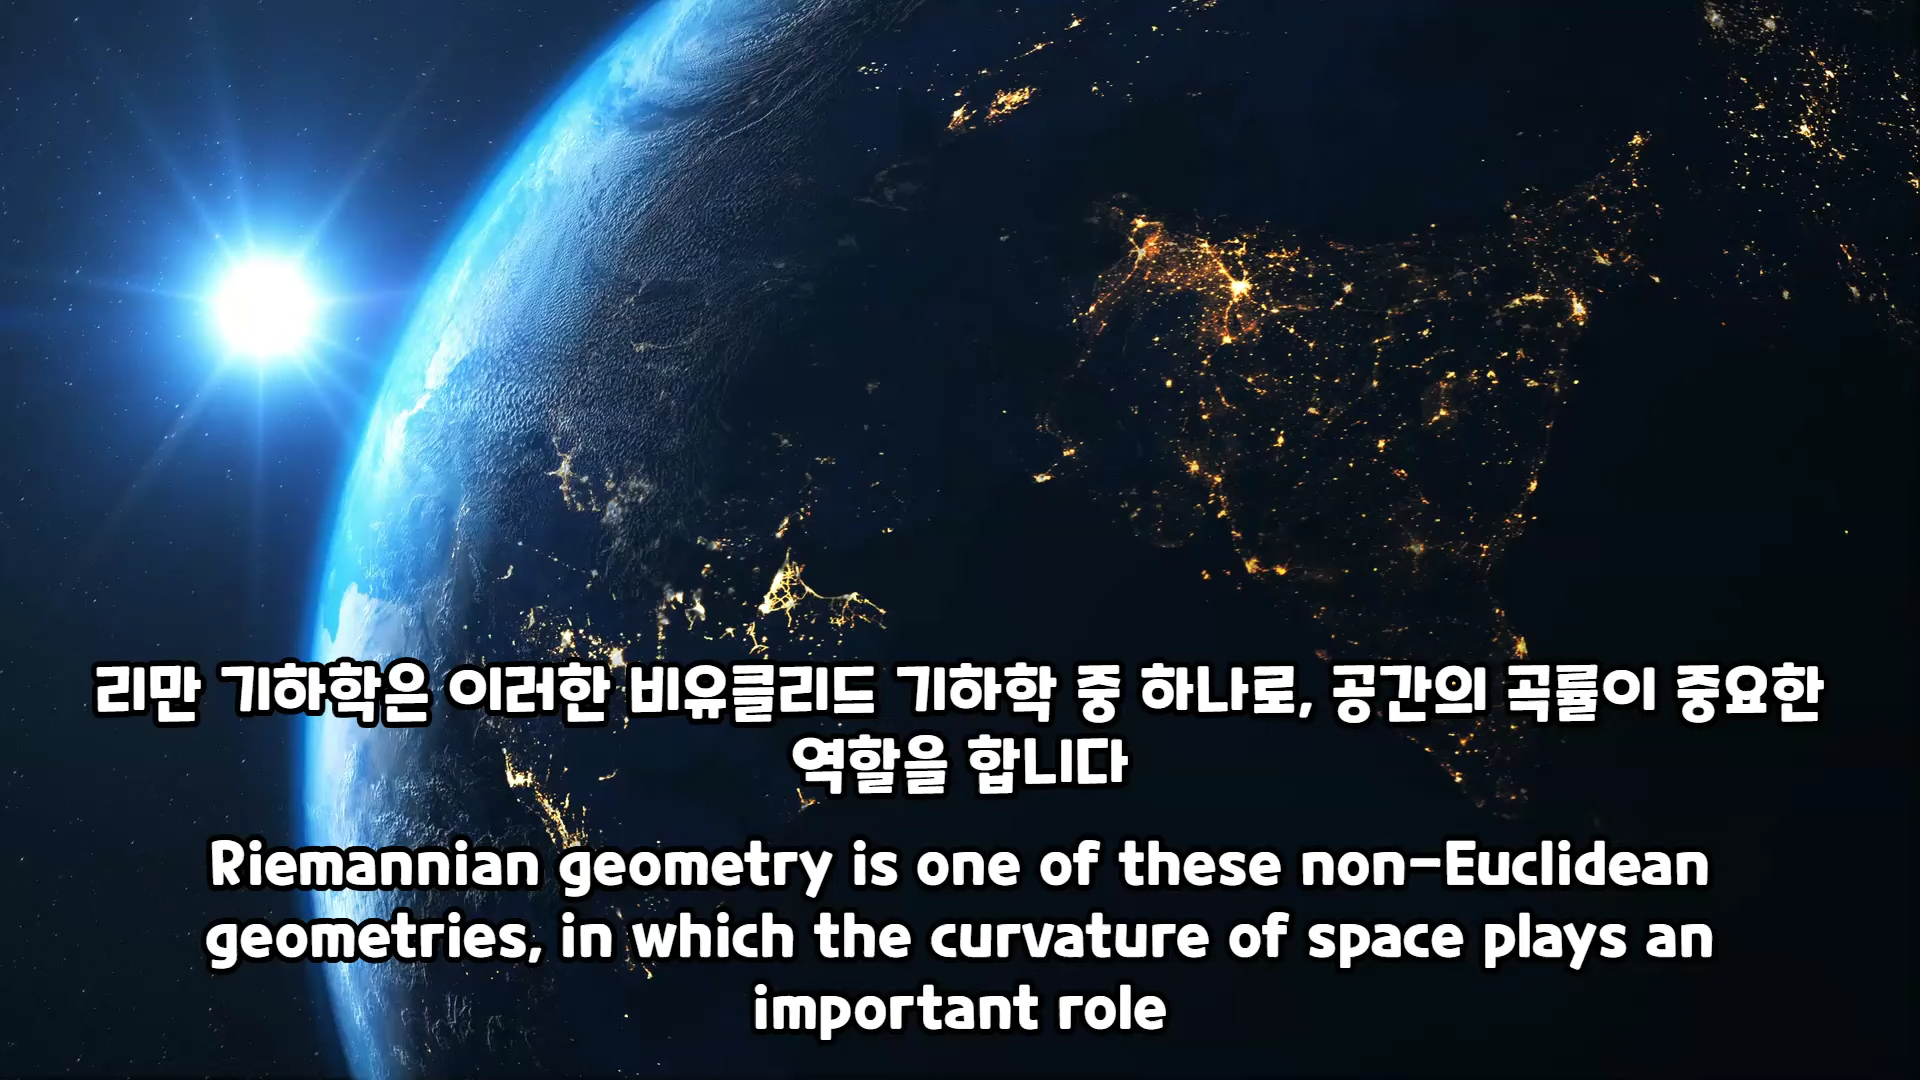 리만 기하학은 이러한 비유클리드 기하학 중 하나로, 공간의 곡률이 중요한
역할을 합니다
Riemannian geometry is one of these non-Euclidean
geometries, in which the curvature of space plays an
important role